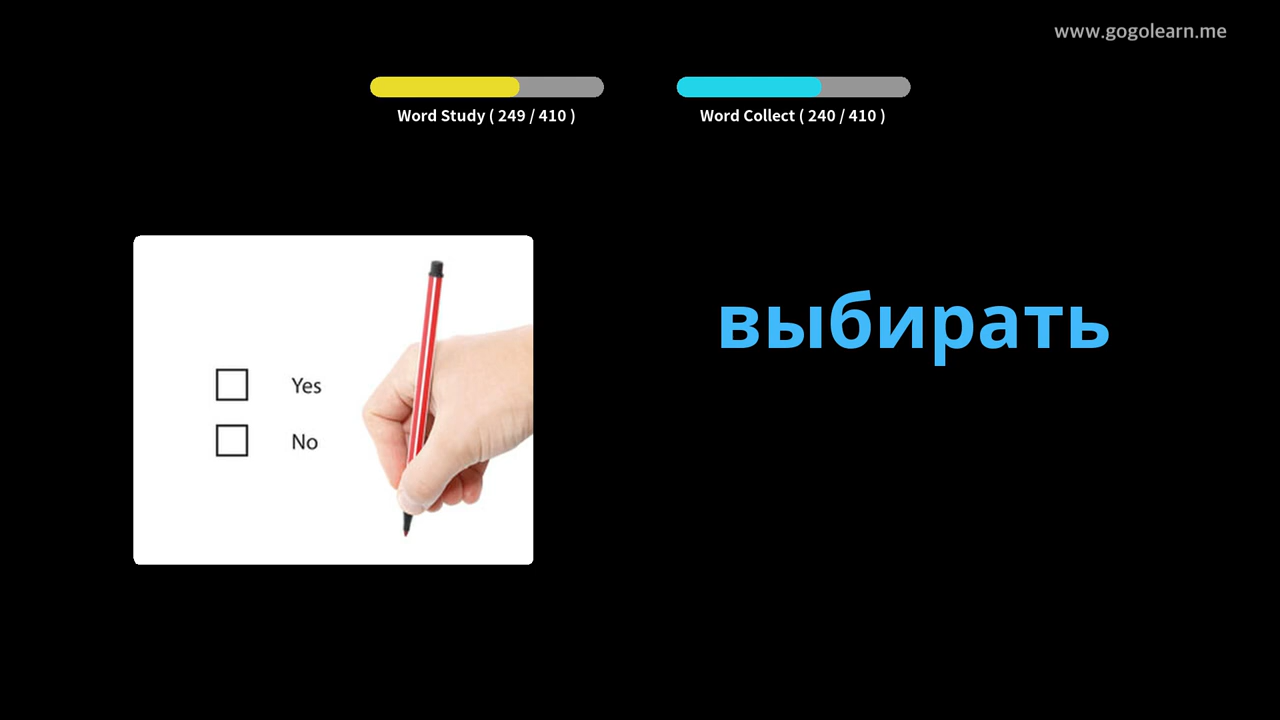 www.gogolearn.me
Word Study ( 249 / 410 )
Word Collect ( 240 / 410 )
выбирать
Yes
No